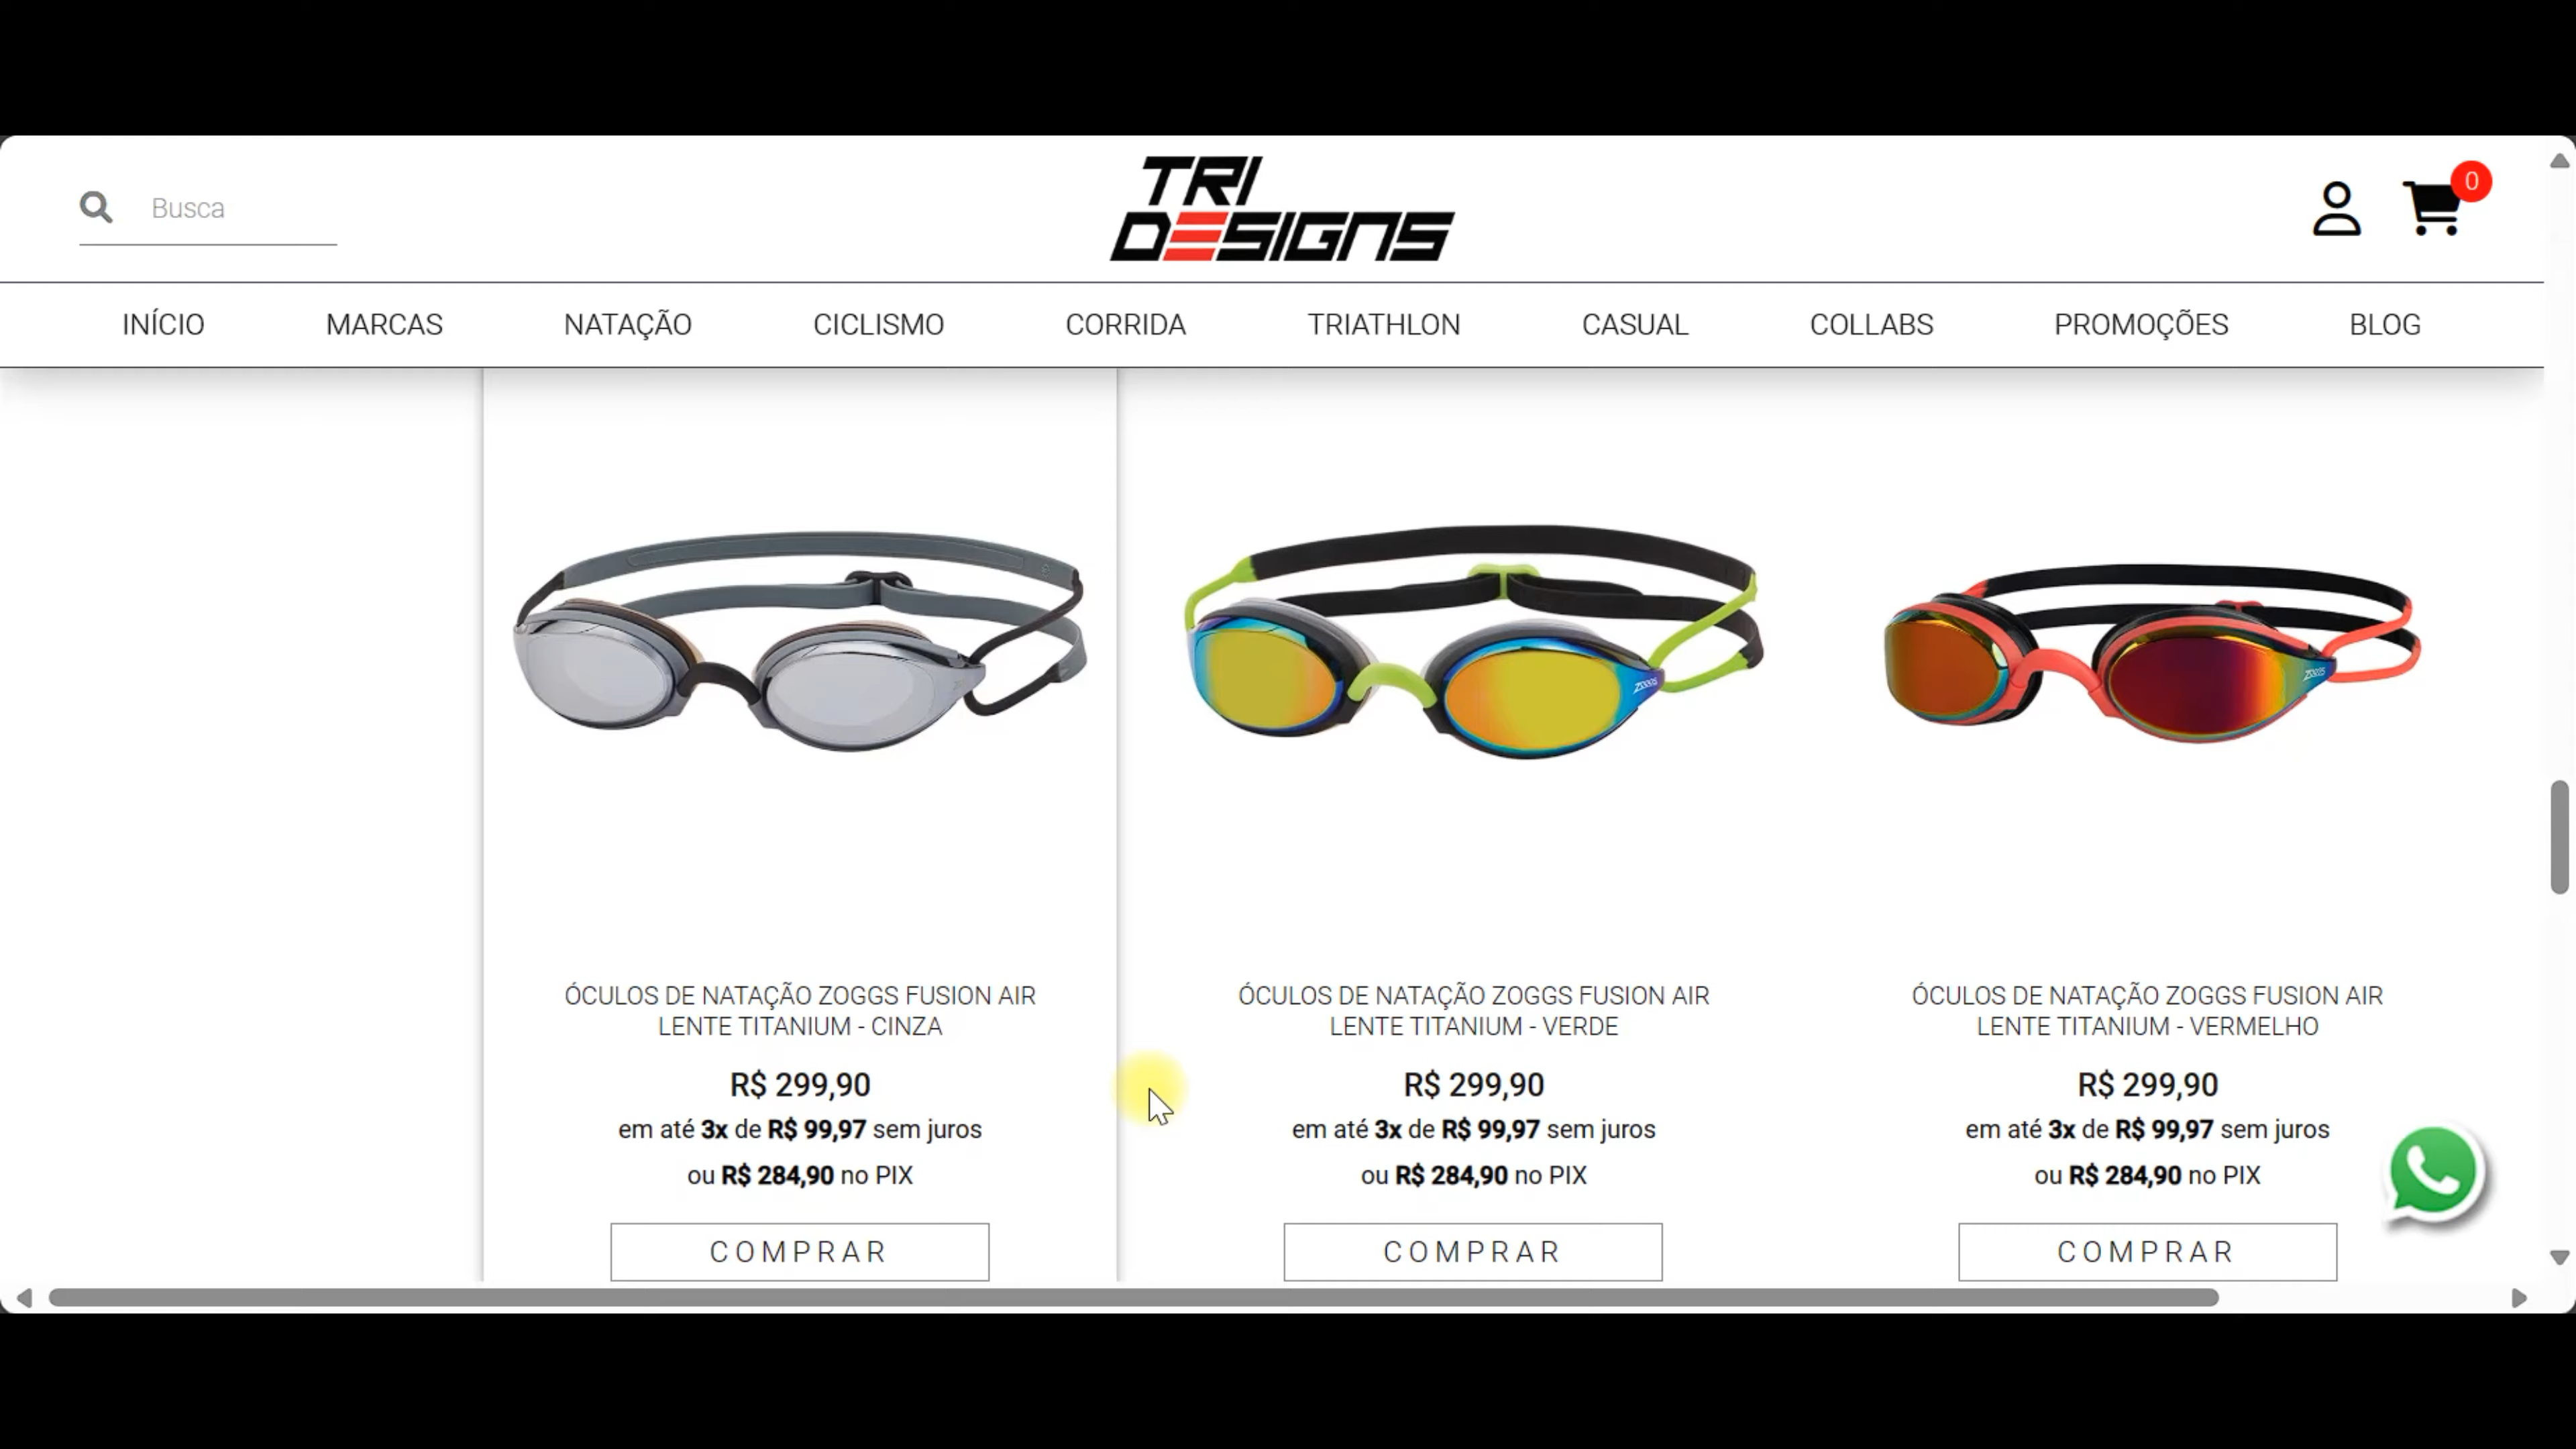 Busca
TRI
DESIGNS
0
INÍCIO MARCAS NATAÇÃO CICLISMO CORRIDA TRIATHLON CASUAL COLLABS PROMOÇÕES BLOG
ZOGGS
ZOGGS
ÓCULOS DE NATAÇÃO ZOGGS FUSION AIR
LENTE TITANIUM - CINZA
R$ 299,90
em até 3x de R$ 99,97 sem juros
ou R$ 284,90 no PIX
COMPRAR
ÓCULOS DE NATAÇÃO ZOGGS FUSION AIR
LENTE TITANIUM - VERDE
R$ 299,90
em até 3x de R$ 99,97 sem juros
ou R$ 284,90 no PIX
COMPRAR
ÓCULOS DE NATAÇÃO ZOGGS FUSION AIR
LENTE TITANIUM - VERMELHO
R$ 299,90
em até 3x de R$ 99,97 sem juros
ou R$ 284,90 no PIX
COMPRAR